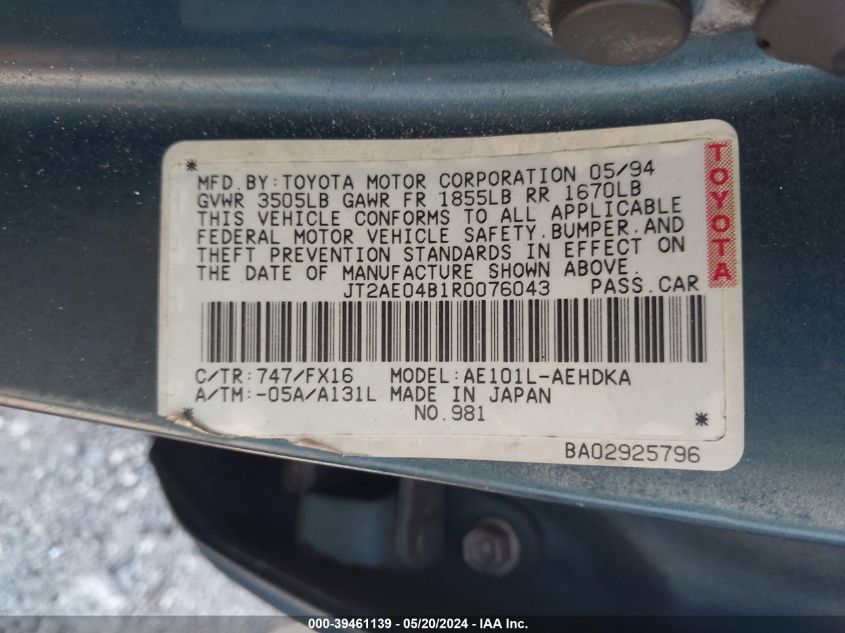 MFD.BY:TOYOTA MOTOR CORPORATION 05/94
GVWR 3505LB GAWR FR 1855LB RR 1670LB
THIS VEHICLE CONFORMS TO ALL APPLICABLE
FEDERAL MOTOR VEHICLE SAFETY.BUMPER.AND
THEFT PREVENTION STANDARDS IN EFFECT ON
THE DATE OF MANUFACTURE SHOWN ABOVE.
JT2AE04B1R0076043 PASS.CAR
TOYOTA
C/TR:747/FX16 MODEL:AE101L-AEHDKA
A/TM:-05A/A131L MADE IN JAPAN
NO.981
BA02925796
000-39461139 - 05/20/2024 - IAA Inc.